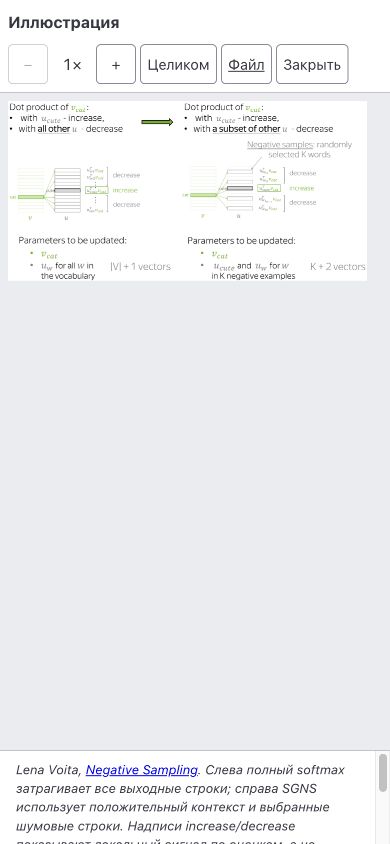 Иллюстрация
− 1× + Целиком Файл Закрыть
Dot product of v_cat:
• with u_cute - increase,
• with all other u - decrease
Dot product of v_cat:
• with u_cute - increase,
• with a subset of other u - decrease
Negative samples: randomly
selected K words
decrease
increase
decrease
v u
decrease
increase
decrease
v u
Parameters to be updated:
• v_cat
• u_w for all w in
the vocabulary
|V| + 1 vectors
Parameters to be updated:
• v_cat
• u_cute and u_w for w
in K negative examples
K + 2 vectors
Lena Voita, Negative Sampling. Слева полный softmax
затрагивает все выходные строки; справа SGNS
использует положительный контекст и выбранные
шумовые строки. Надписи increase/decrease